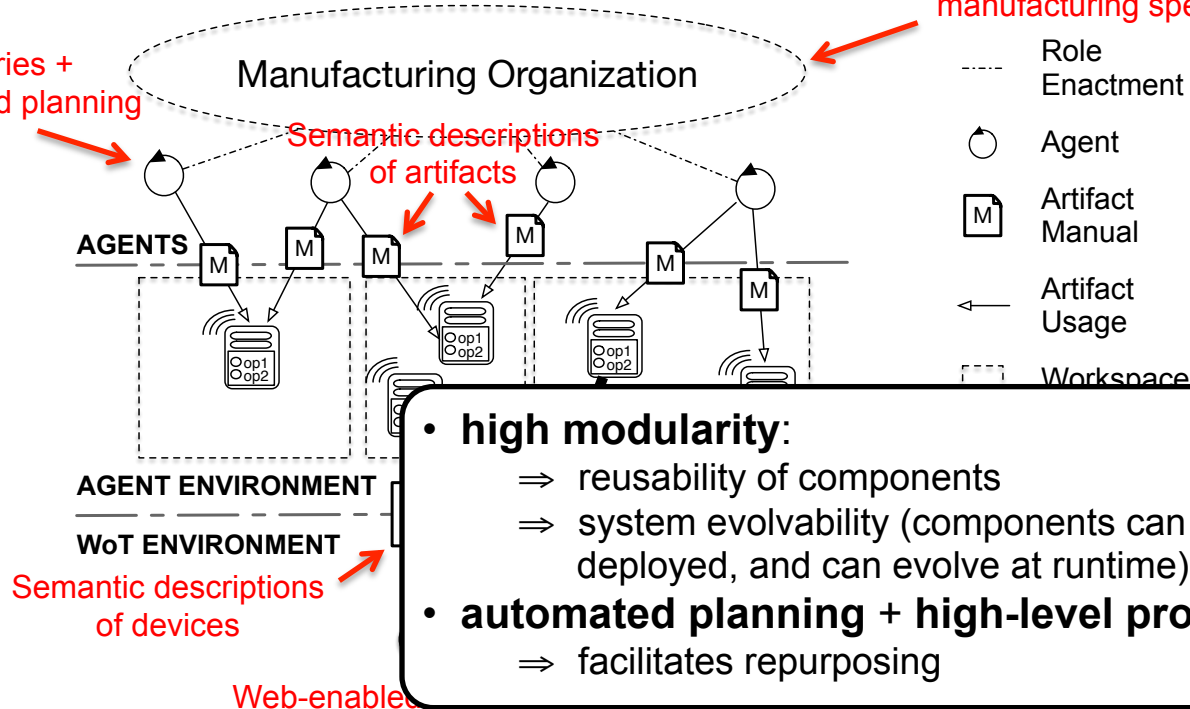 manufacturing spe
ries +
d planning
Manufacturing Organization
Role
Enactment
Semantic descriptions
of artifacts
Agent
M
Artifact
Manual
AGENTS
M
M
M
M
M
M
Artifact
Usage
op1
op2
op1
op2
op1
op2
Workspace
• high modularity:
⇒ reusability of components
⇒ system evolvability (components can
deployed, and can evolve at runtime)
• automated planning + high-level pro
⇒ facilitates repurposing
AGENT ENVIRONMENT
WoT ENVIRONMENT
Semantic descriptions
of devices
Web-enabled